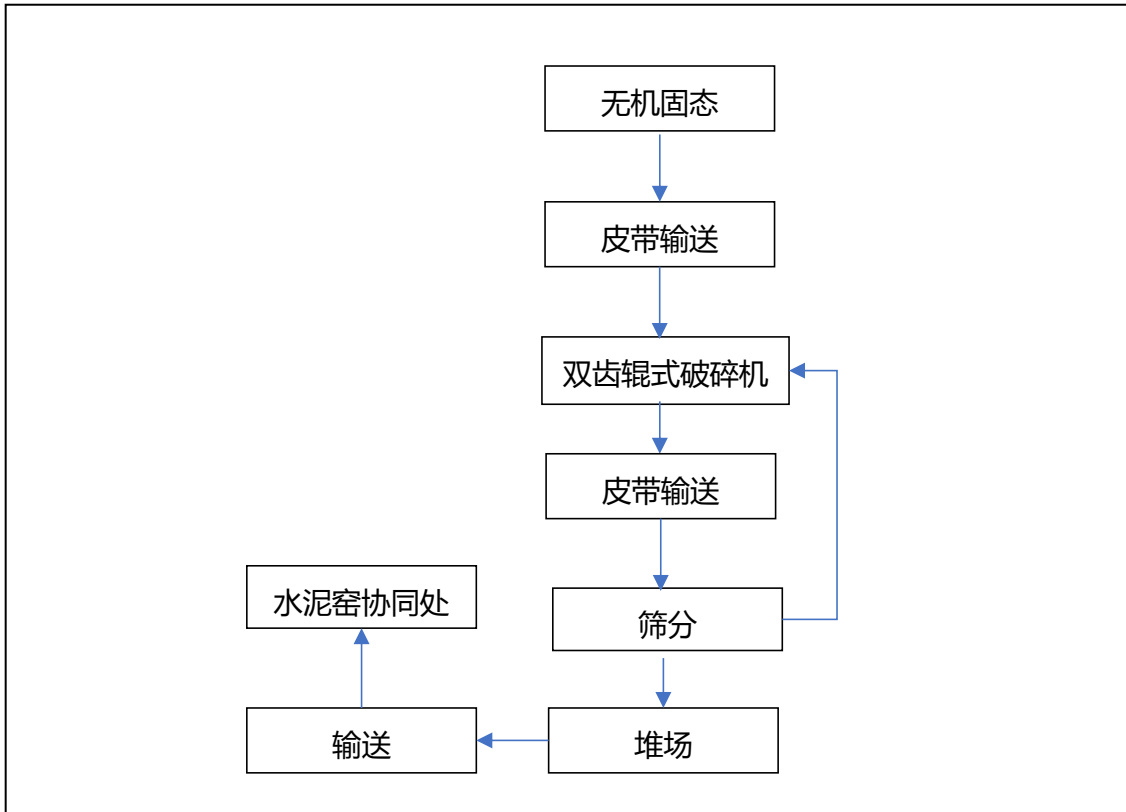 无机固态
皮带输送
双齿辊式破碎机
皮带输送
水泥窑协同处
筛分
输送
堆场